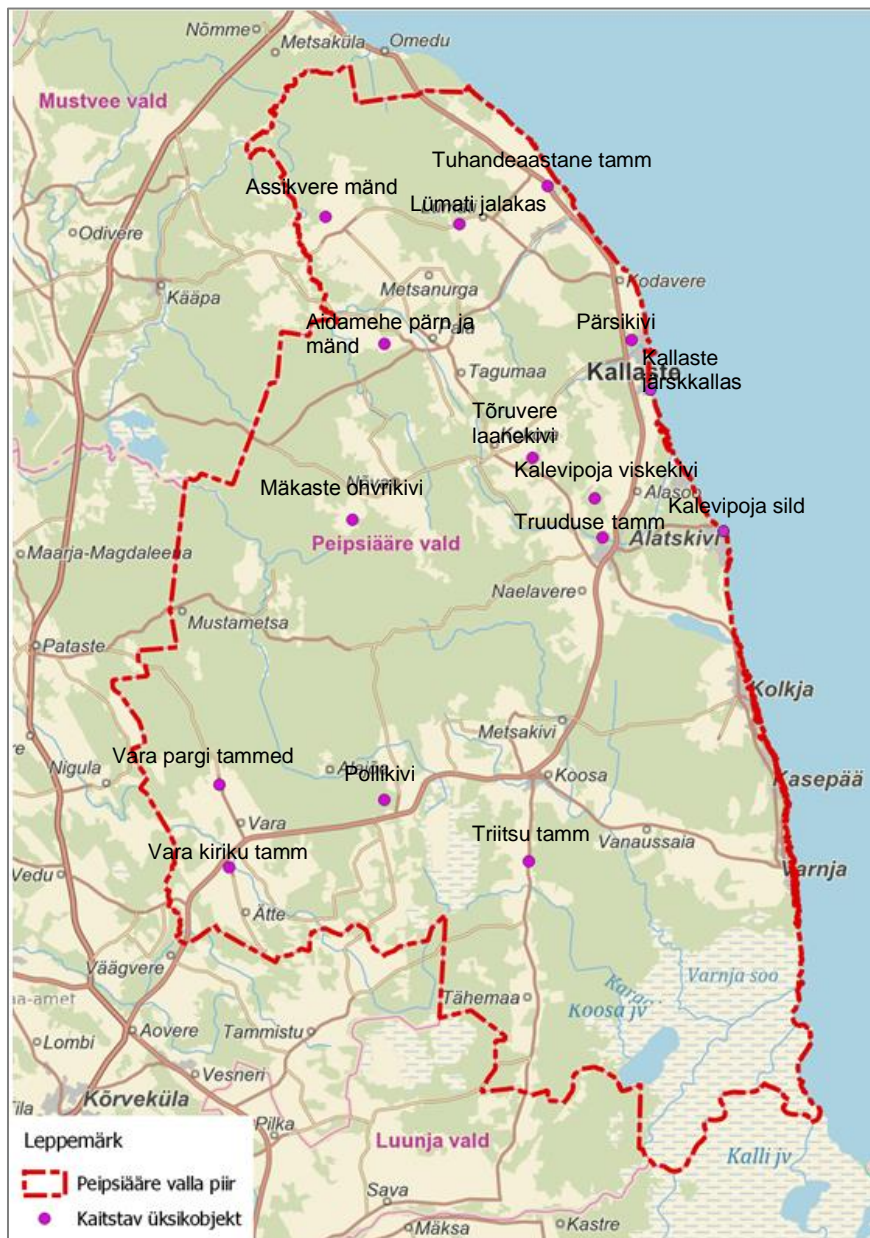 Nõmme
Metsaküla
Omedu
Mustvee vald
Tuhandeaastane tamm
Assikvere mänd
Lümati jalakas
Odivere
Metsanurga
Kodavere
Kääpa
Aidamehe pärn ja
mänd
Pala
Pärsikivi
Kallaste
järskkallas
Kallaste
Tagumaa
Tõruvere
laanekivi
Kalevipoja viskekivi
Mäkaste ohvrikivi
Alasoo
Kalevipoja sild
Truuduse tamm
Peipsiääre vald
Alatskivi
Maarja-Magdaleena
Naelavere
Mustametsa
Pataste
Kolkja
Metsakivi
Vara pargi tammed
Nigula
Pollikivi
Koosa
Kasepää
Vara
Triitsu tamm
Vanaussaia
Vara kiriku tamm
Vedu
Varnja
Ätte
Väägvere
Varnja soo
Tähemaa
Koosa jv
Aovere
Tammistu
Lombi
Vesneri
Kõrveküla
Pilka
Luunja vald
Kalli jv
Leppemärk
Peipsiääre valla piir
Kaitstav üksikobjekt
Sava
Mäksa
Kastre